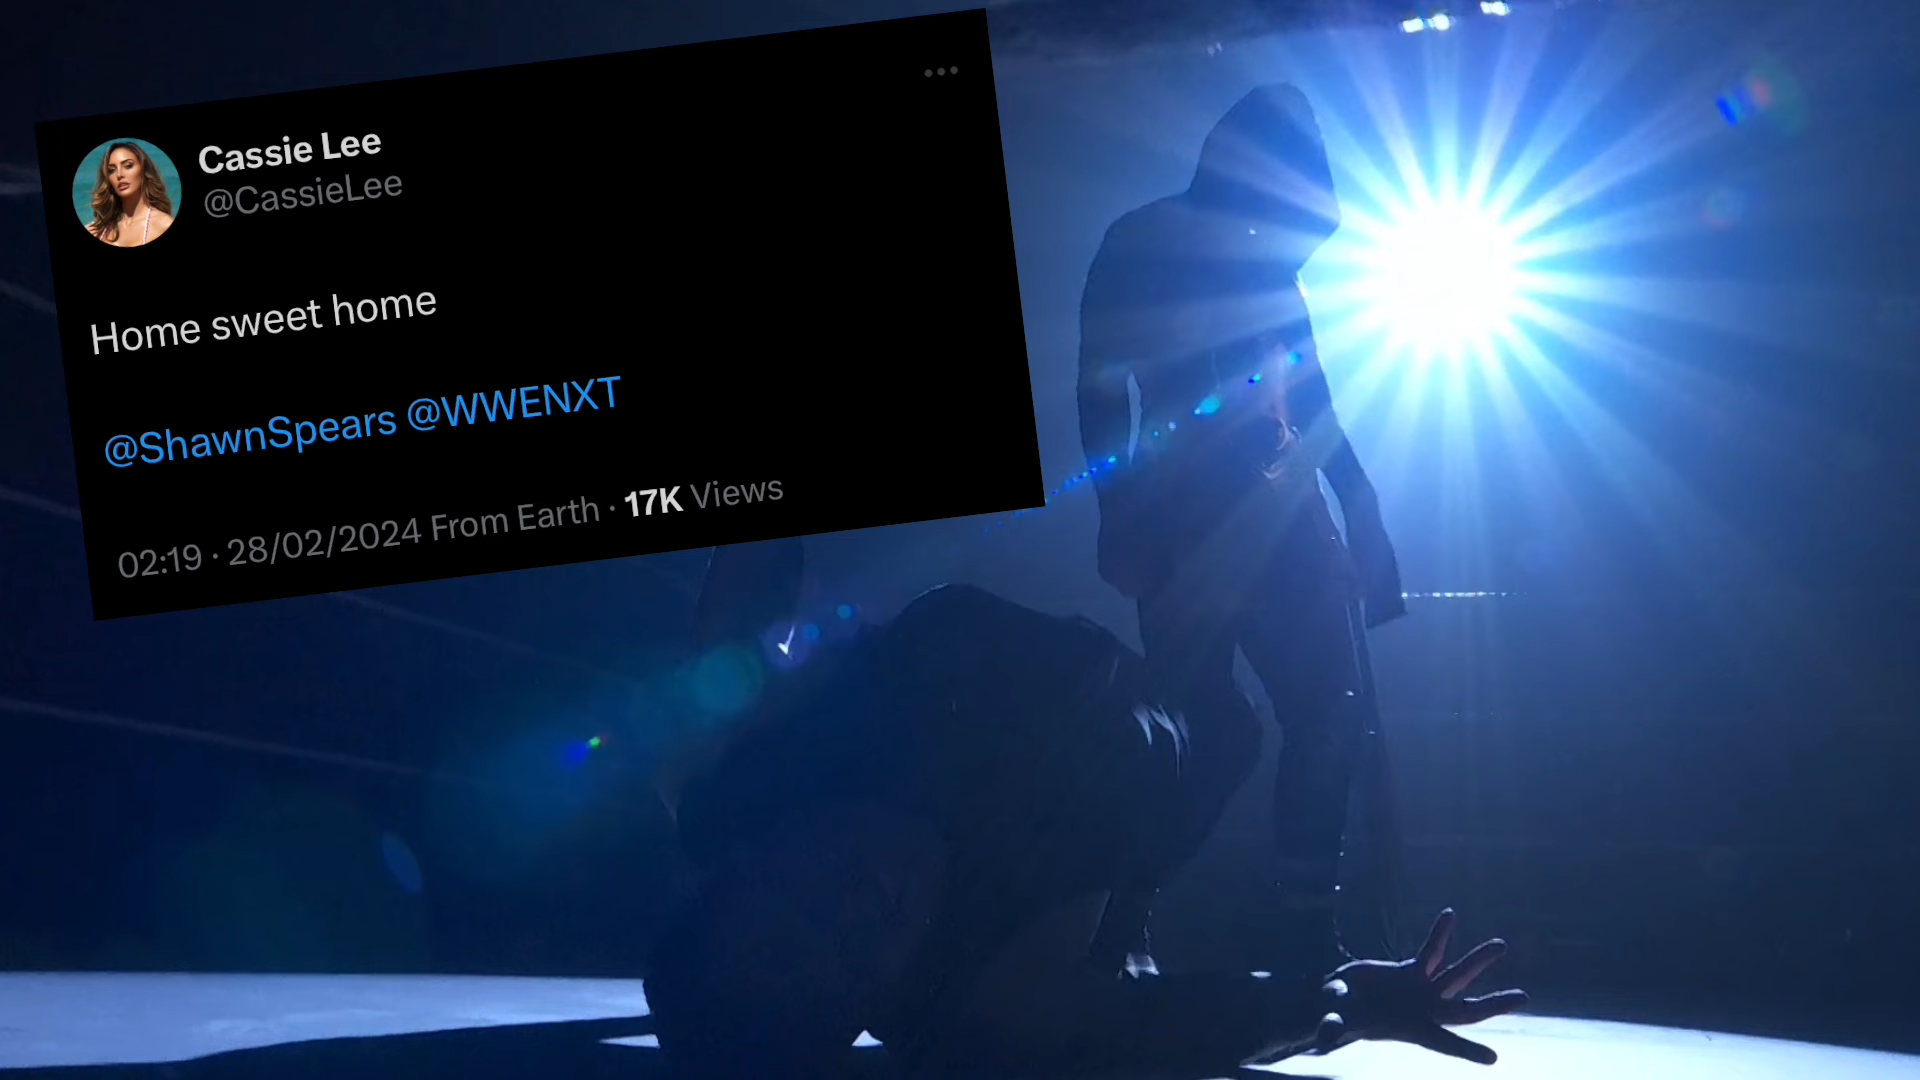 Cassie Lee
@CassieLee
Home sweet home
@ShawnSpears @WWENXT
02:19 · 28/02/2024 From Earth · 17K Views